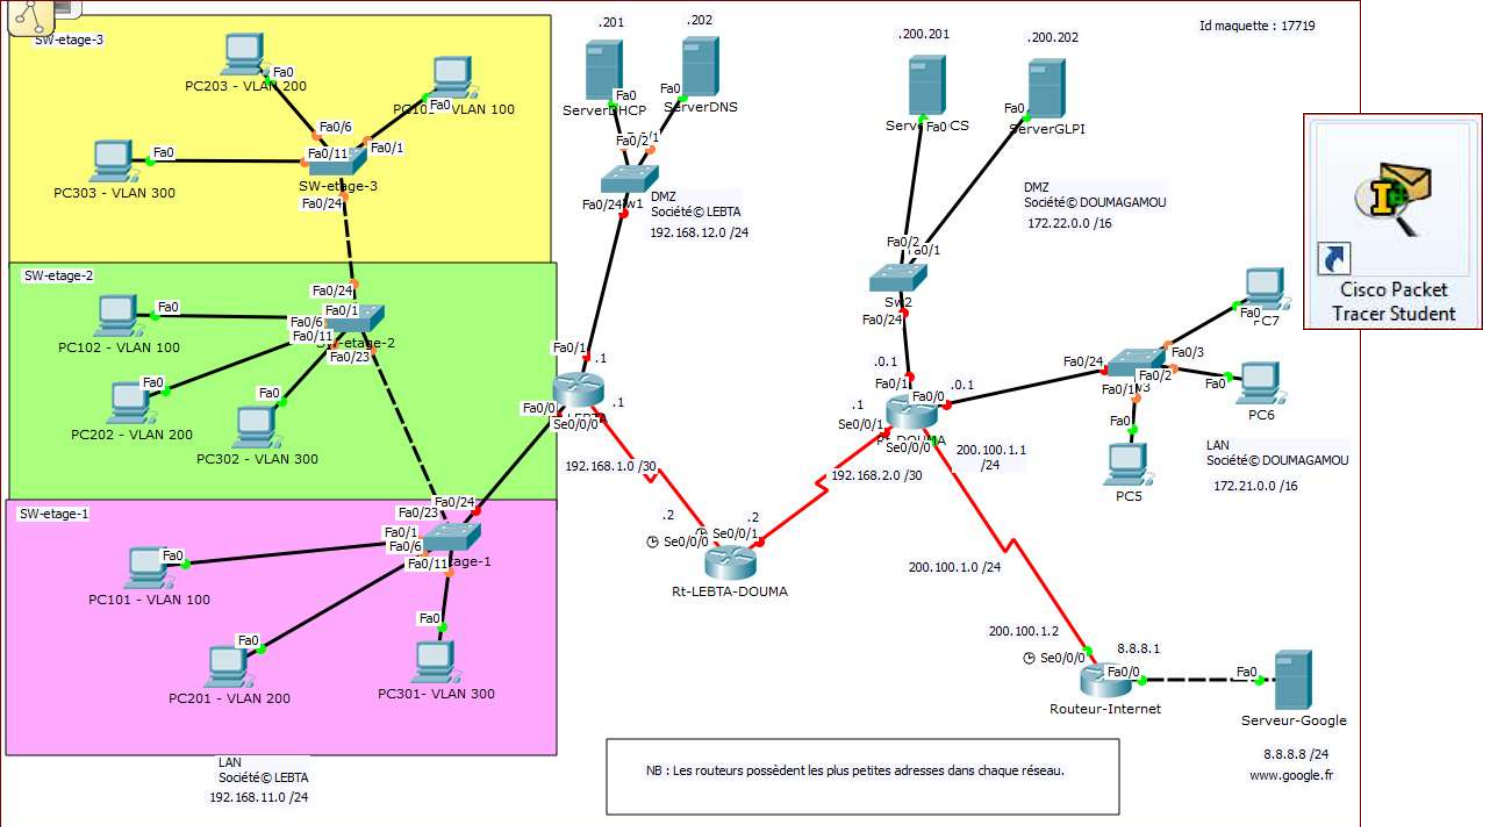 SW-etage-3
PC203 - VLAN 200
Fa0
VLAN 100
Fa0
Fa0/6
Fa0/11
Fa0/1
Fa0
PC303 - VLAN 300
SW-etage-3
Fa0/24
SW-etage-2
Fa0/24
Fa0
Fa0/1
Fa0/6
Fa0/11
PC102 - VLAN 100
Fa0/23
Fa0
PC202 - VLAN 200
Fa0
PC302 - VLAN 300
SW-etage-1
Fa0/24
Fa0/23
Fa0/1
Fa0/6
Fa0/11
Fa0
PC101 - VLAN 100
Fa0
PC201 - VLAN 200
Fa0
PC301- VLAN 300
LAN
Société© LEBTA
192.168.11.0 /24
.201
.202
Fa0
Fa0
Fa0/2
Fa0/24
DMZ
Société© LEBTA
192.168.12.0 /24
Fa0/1
.1
Fa0/0
.1
Se0/0/0
192.168.1.0 /30
.2
Se0/0/0
.2
Se0/0/1
Rt-LEBTA-DOUMA
192.168.2.0 /30
.200.201
.200.202
Fa0
Fa0
ServerGLPI
DMZ
Société© DOUMAGAMOU
172.22.0.0 /16
Fa0/2
Sw2
Fa0/24
.0.1
Fa0/1
Fa0/0
.0.1
.1
Se0/0/1
Se0/0/0
200.100.1.1
/24
Fa0/24
Fa0/3
Fa0/2
Fa0/1
Fa0
PC7
Fa0
PC6
Fa0
PC5
LAN
Société© DOUMAGAMOU
172.21.0.0 /16
200.100.1.0 /24
200.100.1.2
Se0/0/0
8.8.8.1
Fa0/0
Routeur-Internet
Fa0
Serveur-Google
8.8.8.8 /24
www.google.fr
NB : Les routeurs possèdent les plus petites adresses dans chaque réseau.
Id maquette : 17719
Cisco Packet
Tracer Student